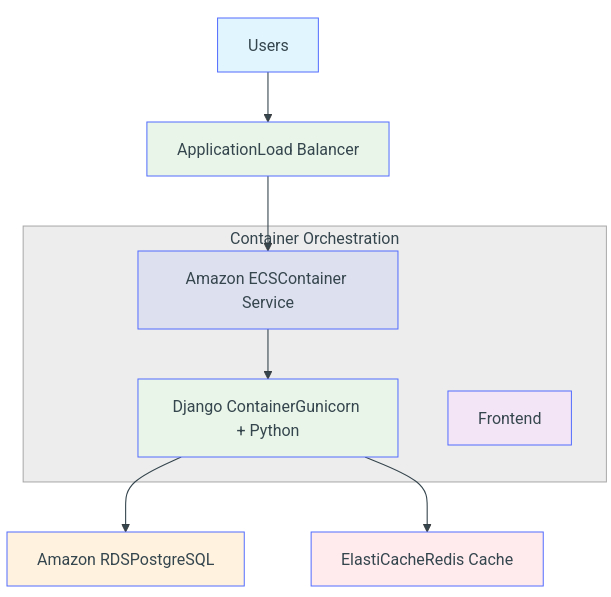 Users
ApplicationLoad Balancer
Container Orchestration
Amazon ECSContainer
Service
Django ContainerGunicorn
+ Python
Frontend
Amazon RDSPostgreSQL
ElastiCacheRedis Cache